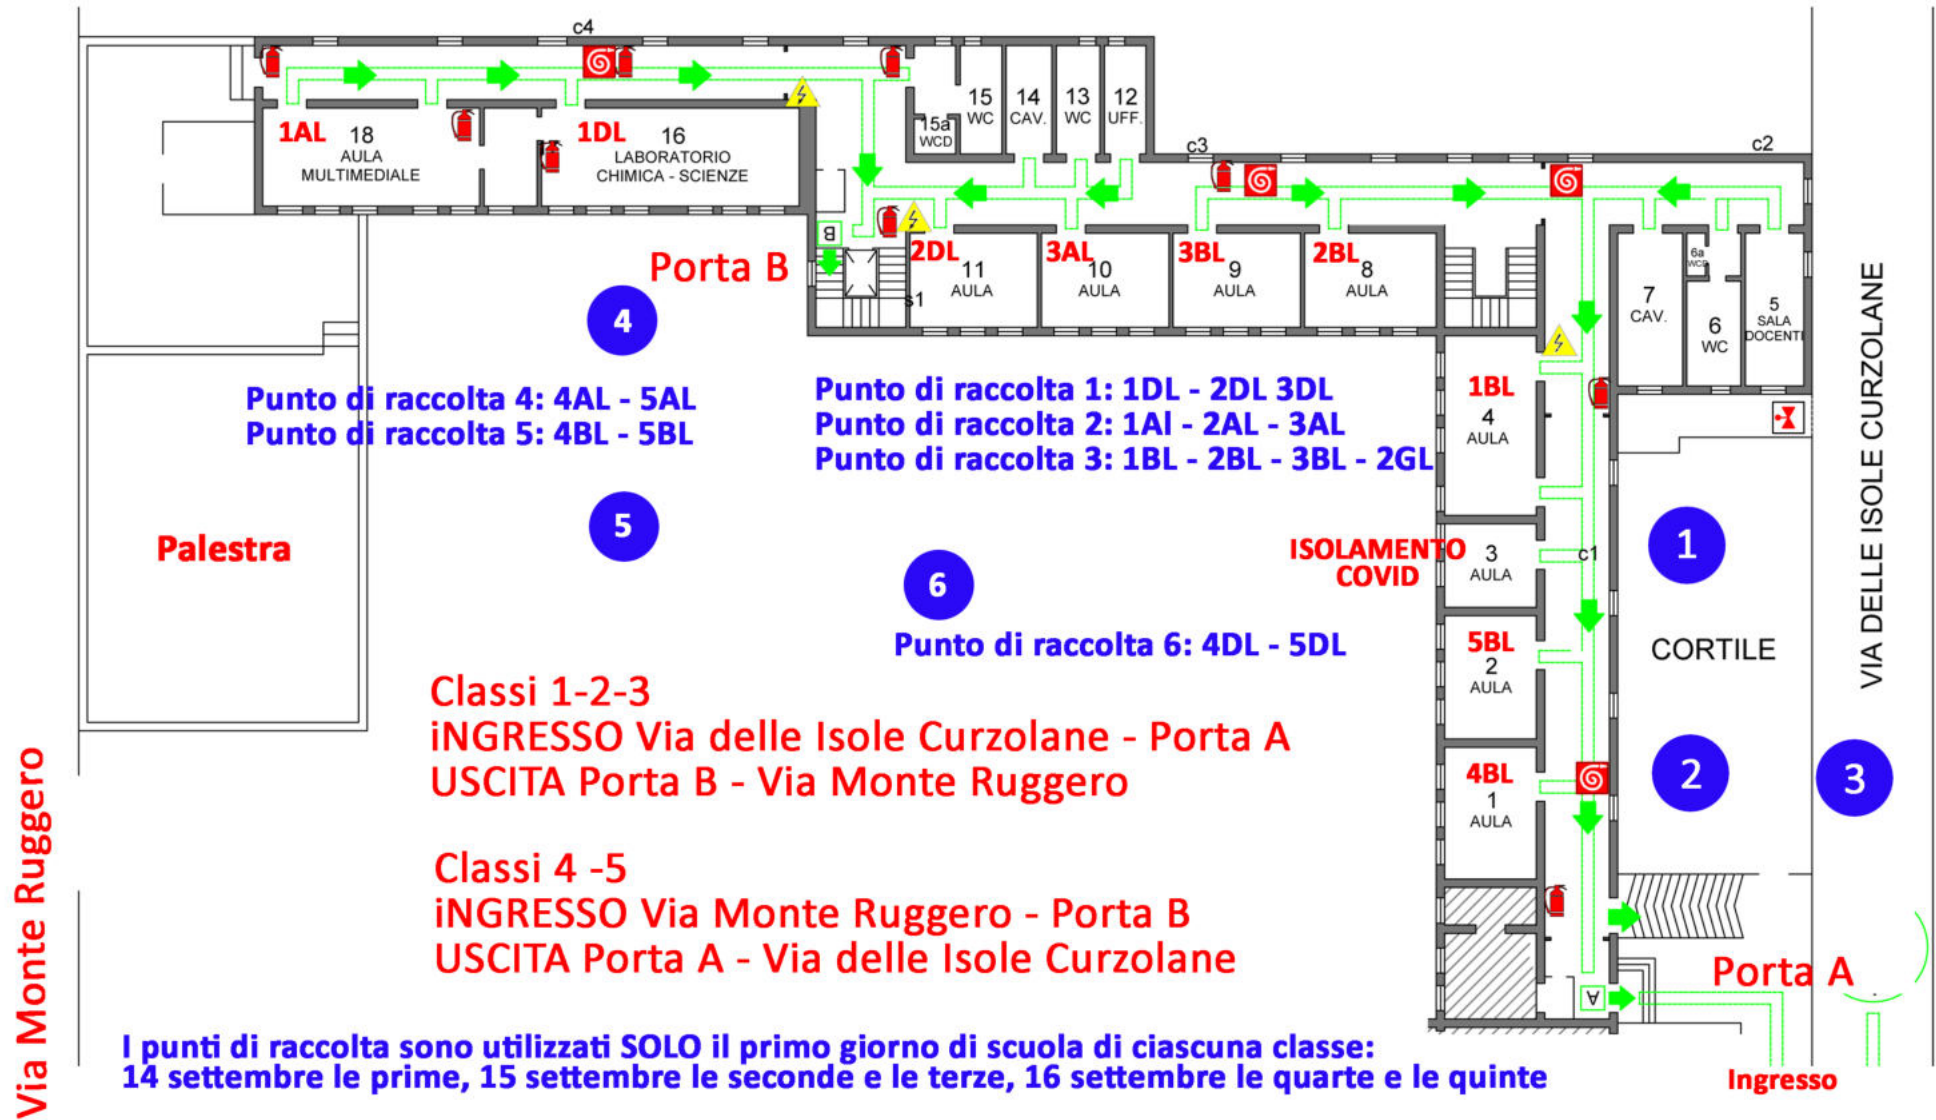 c4
15
WC
14
CAV.
13
WC
12
UFF.
15a
WCD
1AL
18
AULA
MULTIMEDIALE
1DL
16
LABORATORIO
CHIMICA - SCIENZE
c3
c2
B
Porta B
s1
2DL
11
AULA
3AL
10
AULA
3BL
9
AULA
2BL
8
AULA
7
CAV.
6a
WCD
6
WC
5
SALA
DOCENTI
VIA DELLE ISOLE CURZOLANE
4
Punto di raccolta 4: 4AL - 5AL
Punto di raccolta 5: 4BL - 5BL
Punto di raccolta 1: 1DL - 2DL 3DL
Punto di raccolta 2: 1Al - 2AL - 3AL
Punto di raccolta 3: 1BL - 2BL - 3BL - 2GL
1BL
4
AULA
5
Palestra
6
Punto di raccolta 6: 4DL - 5DL
ISOLAMENTO
COVID
3
AULA
c1
1
5BL
2
AULA
CORTILE
4BL
1
AULA
2
3
Classi 1-2-3
iNGRESSO Via delle Isole Curzolane - Porta A
USCITA Porta B - Via Monte Ruggero
Classi 4 -5
iNGRESSO Via Monte Ruggero - Porta B
USCITA Porta A - Via delle Isole Curzolane
Via Monte Ruggero
Porta A
A
I punti di raccolta sono utilizzati SOLO il primo giorno di scuola di ciascuna classe:
14 settembre le prime, 15 settembre le seconde e le terze, 16 settembre le quarte e le quinte
Ingresso